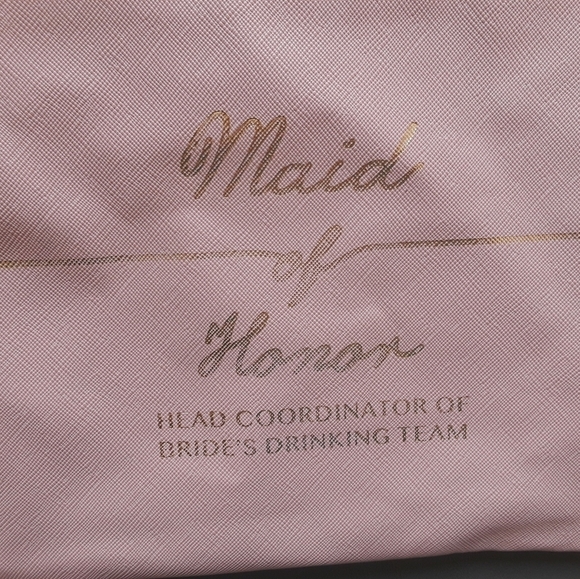 Maid
of
Honor
HEAD COORDINATOR OF
BRIDE'S DRINKING TEAM